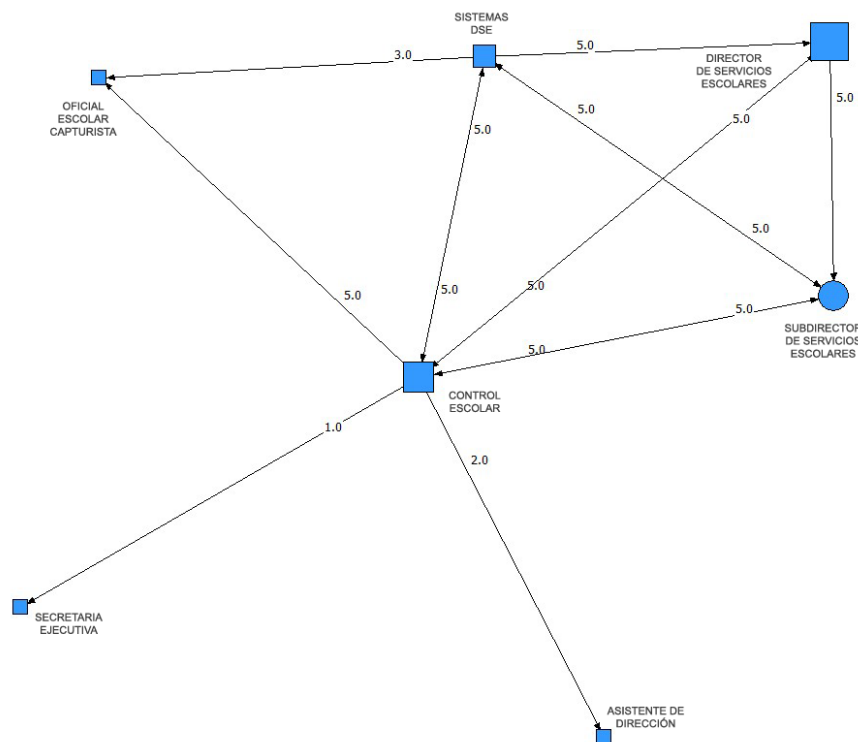 SISTEMAS
DSE
3.0
5.0
DIRECTOR
DE SERVICIOS
ESCOLARES
OFICIAL
ESCOLAR
CAPTURISTA
5.0
5.0
5.0
5.0
5.0
5.0
5.0
5.0
5.0
5.0
SUBDIRECTOR
DE SERVICIOS
ESCOLARES
5.0
CONTROL
ESCOLAR
1.0
2.0
SECRETARIA
EJECUTIVA
ASISTENTE DE
DIRECCIÓN